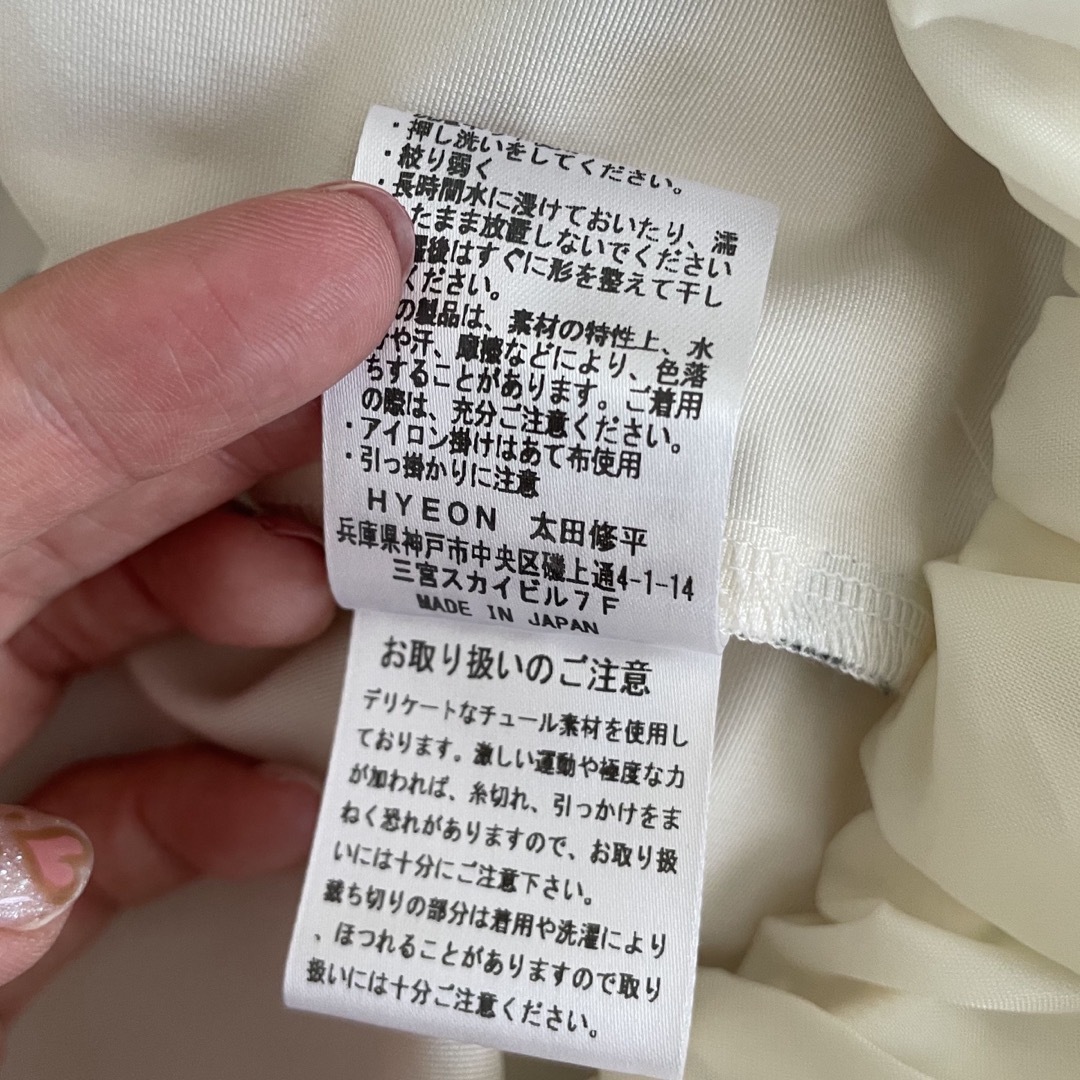 ・押し洗いをしてください。
・絞り弱く
・長時間水に浸けておいたり、濡
たまま放置しないでください
後はすぐに形を整えて干し
ください。
の製品は、素材の特性上、水
や汗、摩擦などにより、色落
ちすることがあります。ご着用
の際は、充分ご注意ください。
・アイロン掛けはあて布使用
・引っ掛かりに注意
HYEON 太田修平
兵庫県神戸市中央区磯上通4-1-14
三宮スカイビル7F
MADE IN JAPAN
お取り扱いのご注意
デリケートなチュール素材を使用し
ております。激しい運動や極度な力
が加われば、糸切れ、引っかけをま
ねく恐れがありますので、お取り扱
いには十分にご注意下さい。
裁ち切りの部分は着用や洗濯により
、ほつれることがありますので取り
扱いには十分ご注意ください。